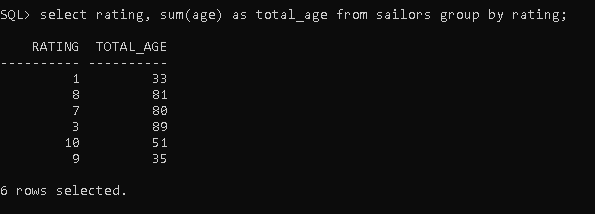 SQL> select rating, sum(age) as total_age from sailors group by rating;
RATING TOTAL_AGE
---------- ----------
1 33
8 81
7 80
3 89
10 51
9 35
6 rows selected.